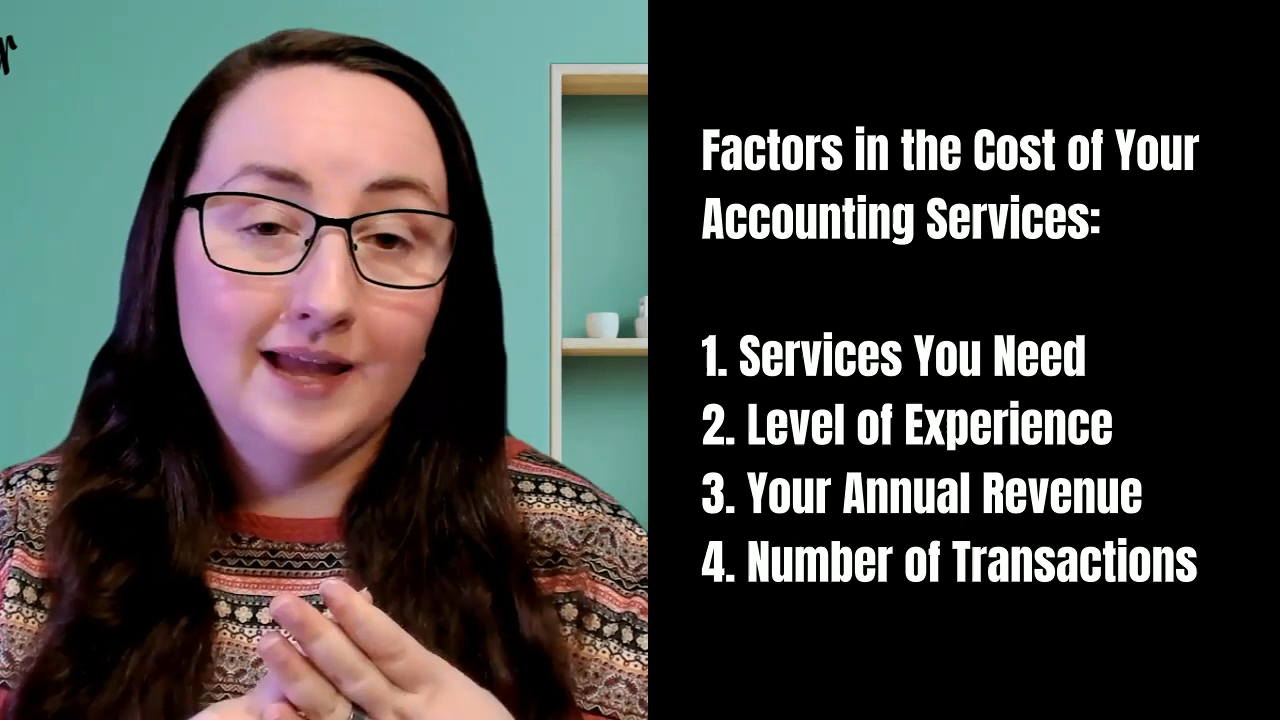 Factors in the Cost of Your
Accounting Services:
1. Services You Need
2. Level of Experience
3. Your Annual Revenue
4. Number of Transactions